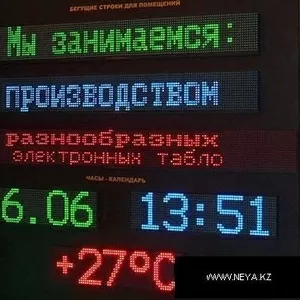 БЕГУЩИЕ СТРОКИ ДЛЯ ПОМЕЩЕНИЙ
Мы занимаемся:
ПРОИЗВОДСТВОМ
разнообразных
электронных табло
ЧАСЫ - КАЛЕНДАРЬ
6.06 13:51
+27°C
WWW.NEYA.KZ